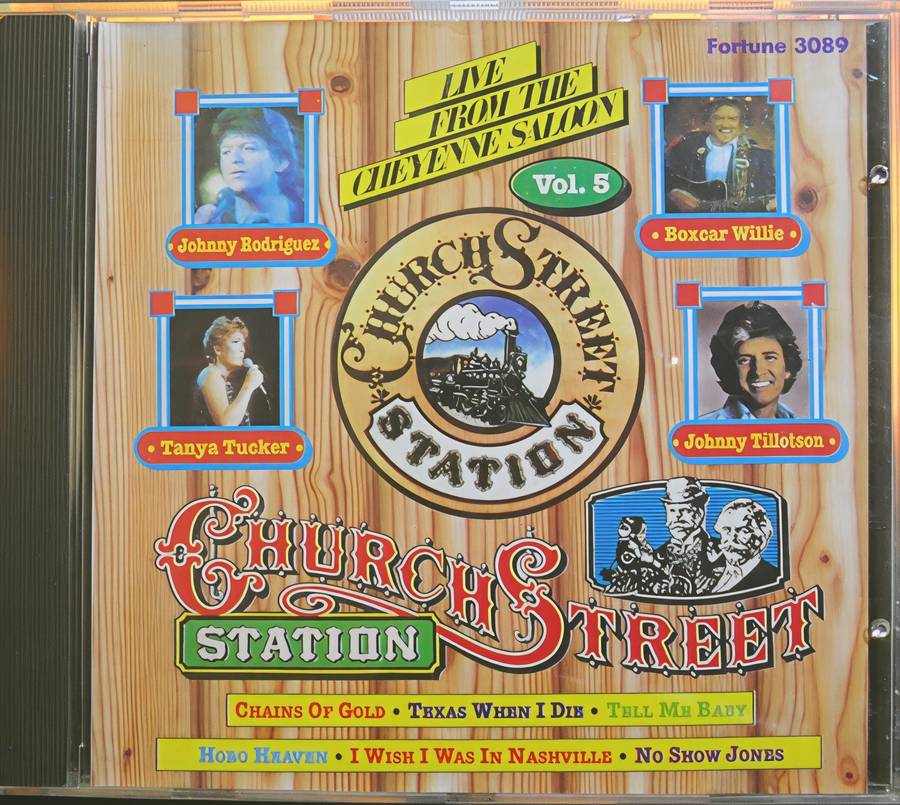 Fortune 3089
LIVE
FROM THE
CHEYENNE SALOON
Vol. 5
• Johnny Rodriguez •
• Boxcar Willie •
CHURCH STREET
STATION
• Tanya Tucker •
• Johnny Tillotson •
CHURCH STREET
STATION
CHAINS OF GOLD • TEXAS WHEN I DIE • TELL ME BABY
HOBO HEAVEN • I WISH I WAS IN NASHVILLE • NO SHOW JONES